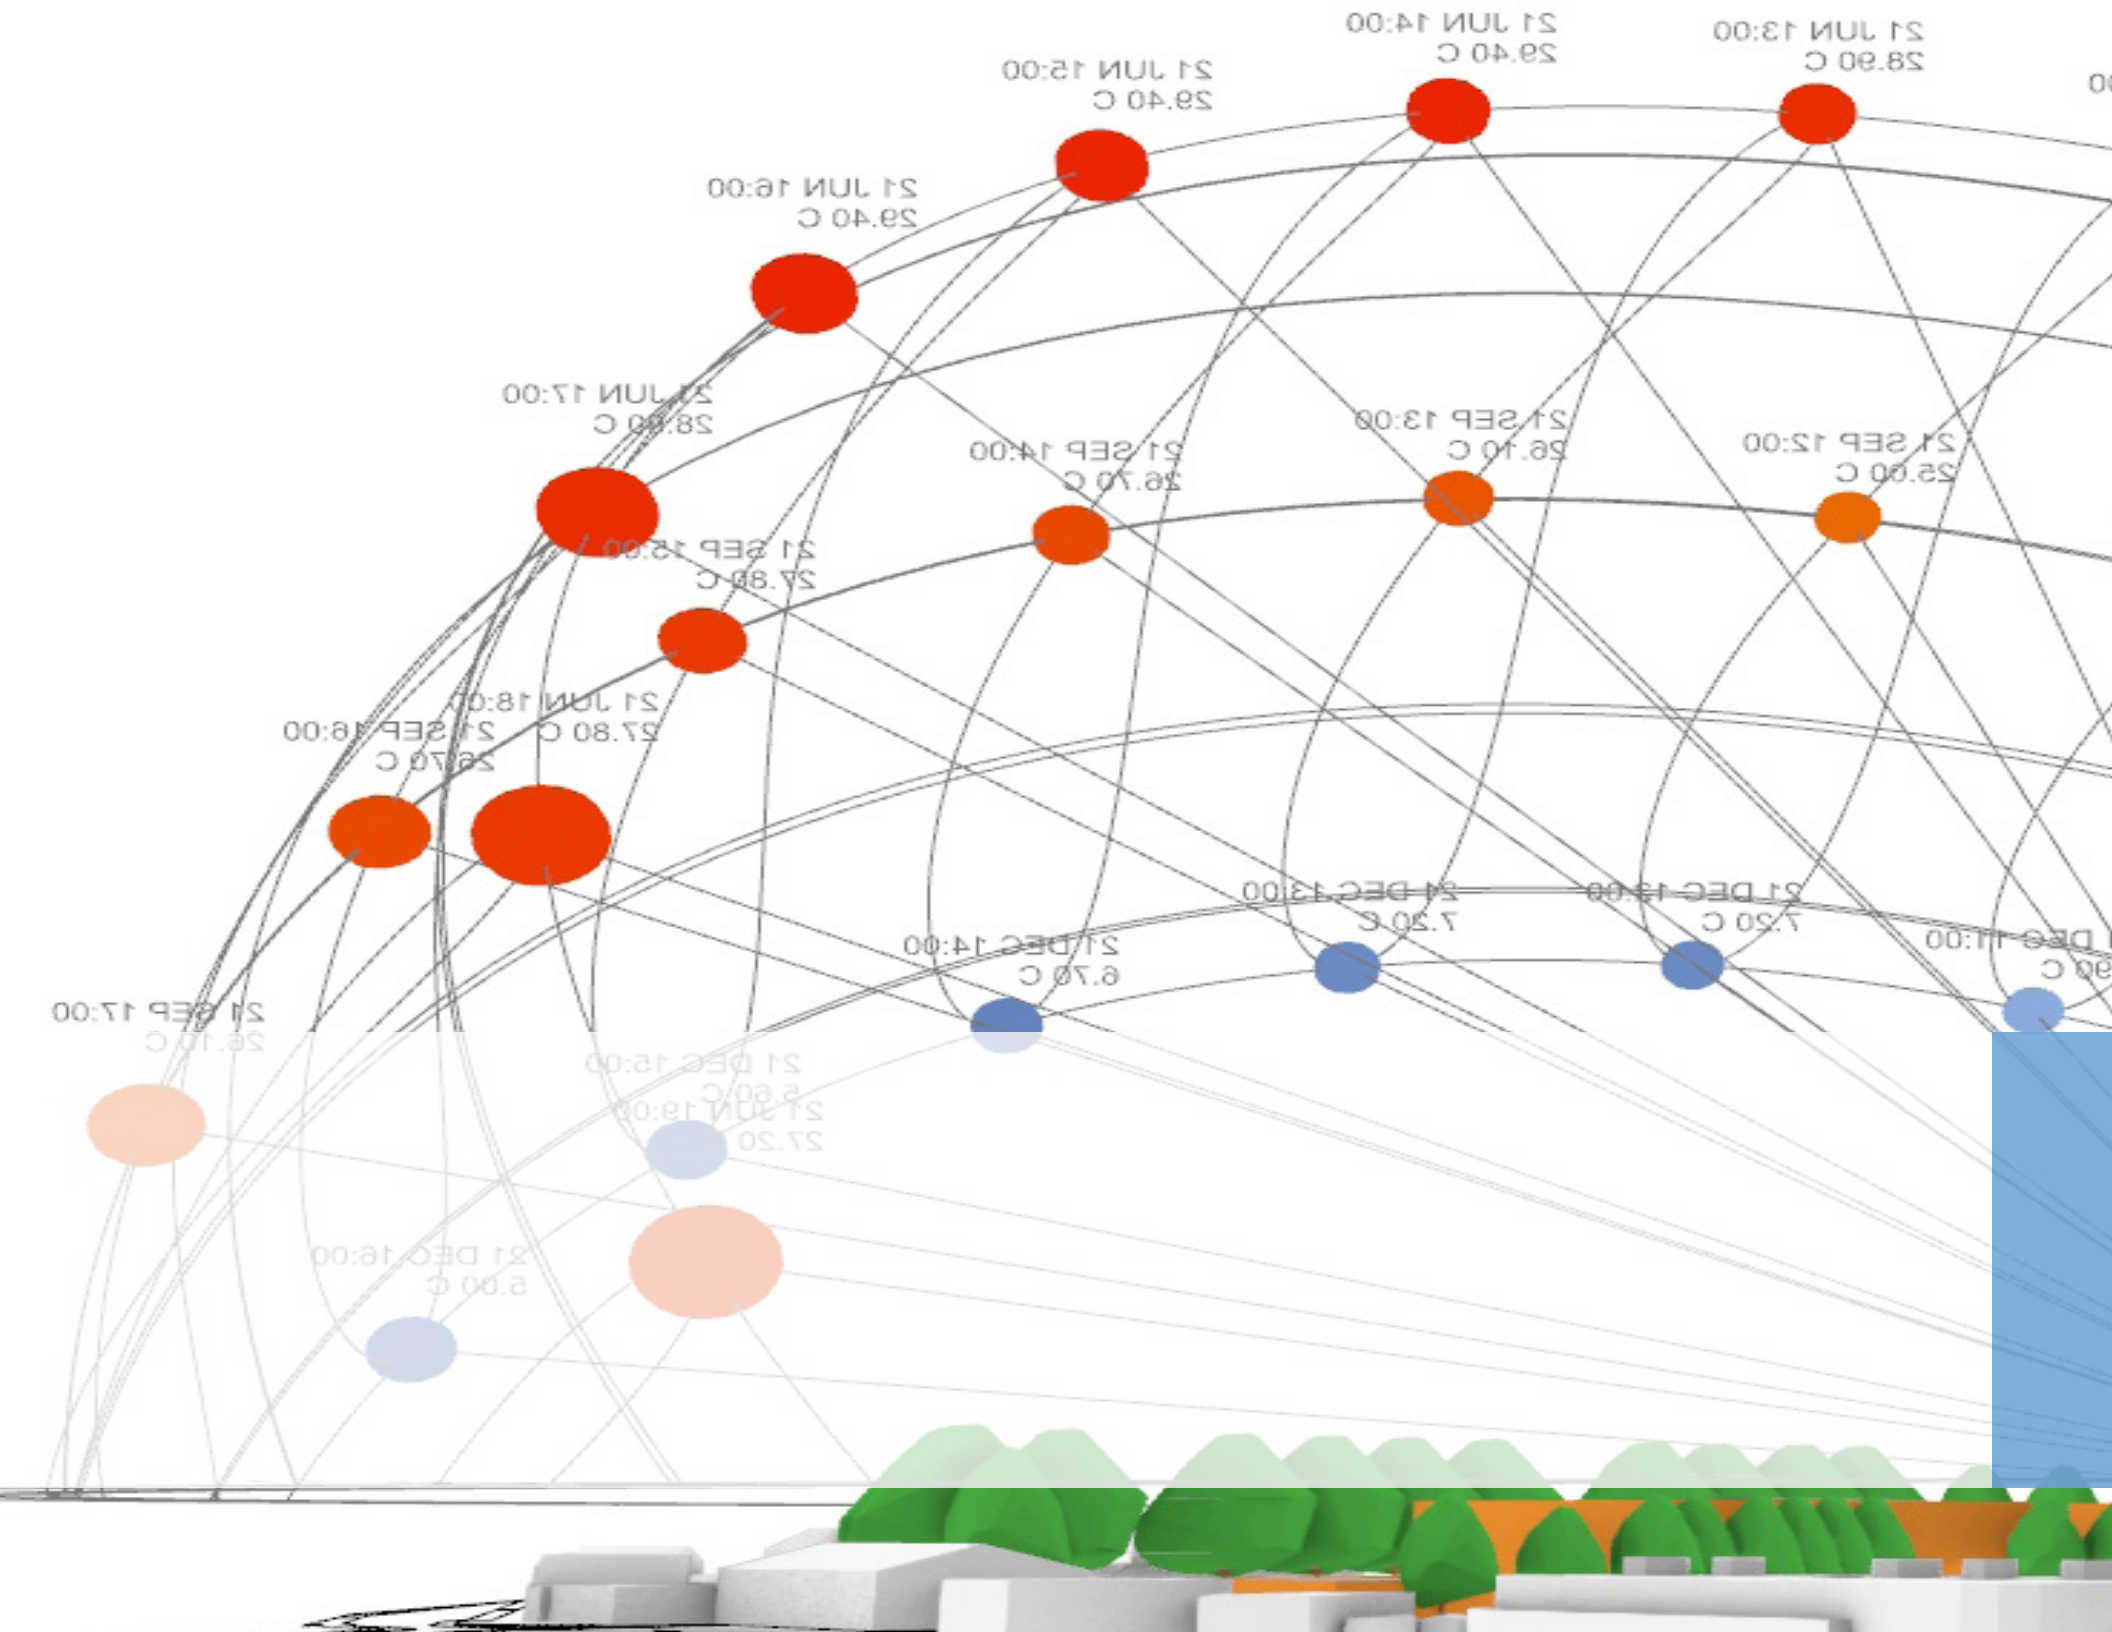 21 JUN 14:00
29.40 C
21 JUN 13:00
28.90 C
21 JUN 15:00
29.40 C
21 JUN 16:00
29.40 C
21 JUN 17:00
21 SEP 13:00
26.10 C
21 SEP 12:00
25.00 C
21 SEP 14:00
26.70 C
21 SEP 15:00
27.80 C
21 JUN 18:00
27.80 C
21 SEP 16:00
26.70 C
21 DEC 13:00
7.20 C
21 DEC 12:00
7.20 C
21 DEC 14:00
6.70 C
DEC 11:00
21 SEP 17:00
26.10 C
21 DEC 15:00
5.60 C
21 JUN 19:00
27.20
21 DEC 16:00
5.00 C